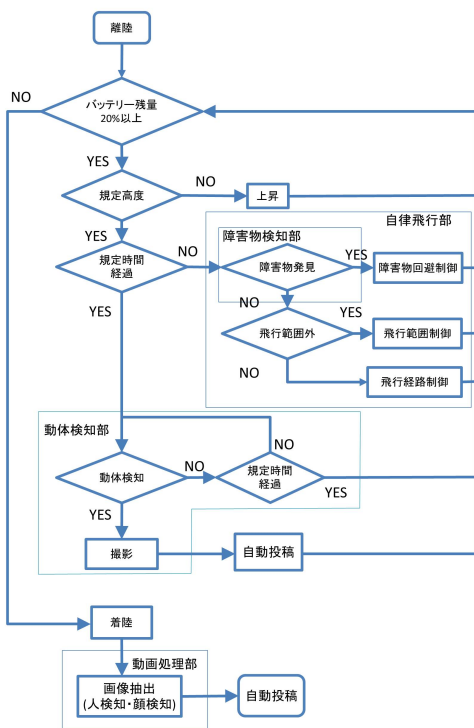 離陸
NO
バッテリー残量
20%以上
YES
規定高度
NO
上昇
自律飛行部
YES
規定時間
経過
NO
障害物検知部
障害物発見
YES
障害物回避制御
YES
NO
飛行範囲外
YES
飛行範囲制御
NO
飛行経路制御
動体検知部
NO
動体検知
NO
規定時間
経過
YES
YES
撮影
自動投稿
着陸
動画処理部
画像抽出
(人検知・顔検知)
自動投稿